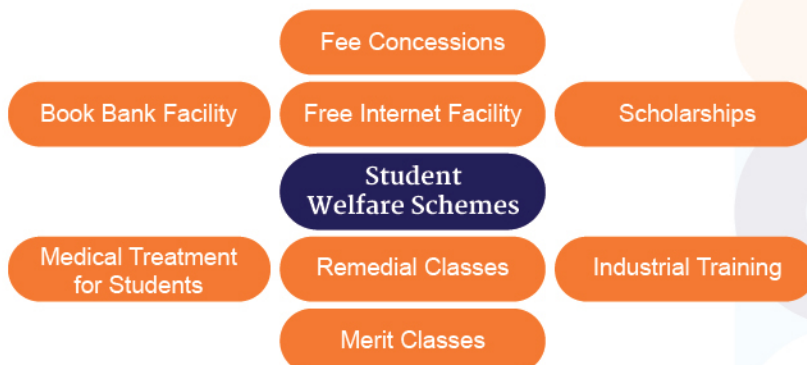 Fee Concessions
Book Bank Facility
Free Internet Facility
Scholarships
Student
Welfare Schemes
Medical Treatment
for Students
Remedial Classes
Industrial Training
Merit Classes